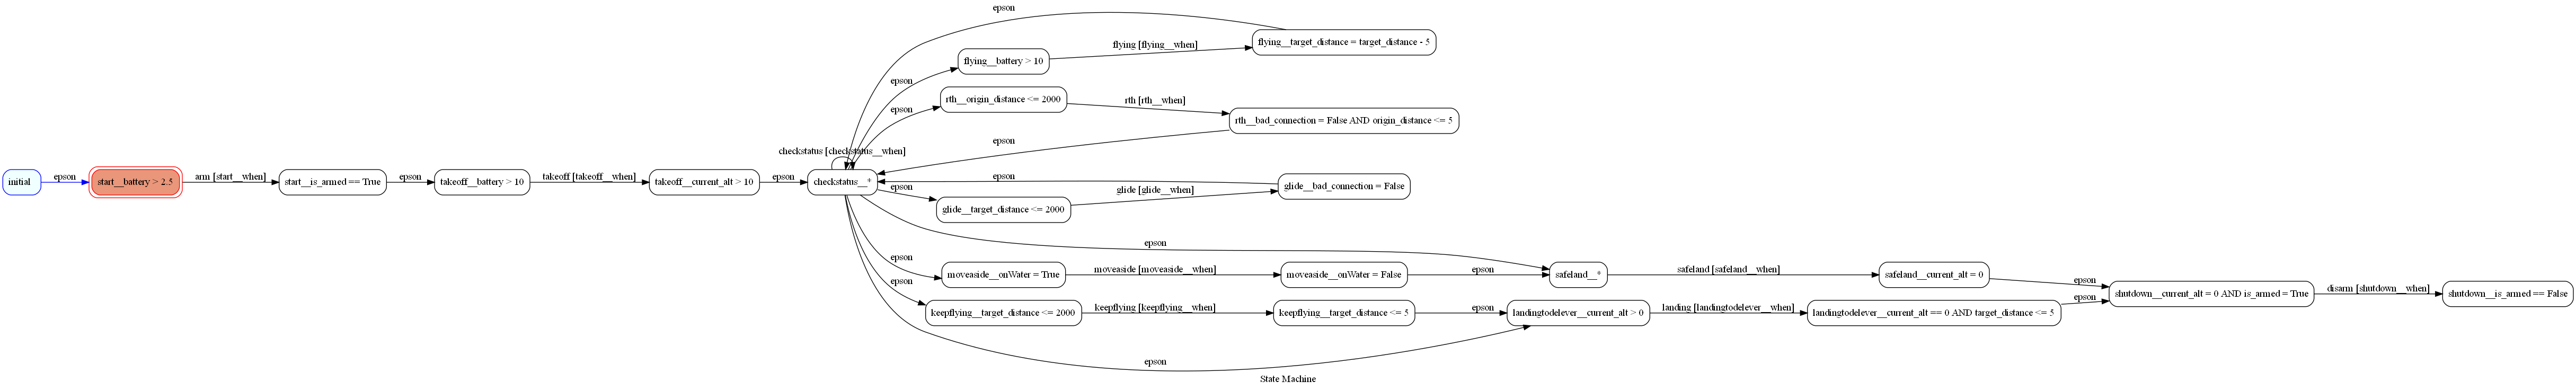 epson
flying__target_distance = target_distance - 5
flying [flying__when]
flying__battery > 10
epson
rth__origin_distance <= 2000
rth [rth__when]
epson
rth__bad_connection = False AND origin_distance <= 5
epson
checkstatus [checkstatus__when]
initial
epson
start__battery > 2.5
arm [start__when]
start__is_armed == True
epson
takeoff__battery > 10
takeoff [takeoff__when]
takeoff__current_alt > 10
epson
checkstatus__*
epson
epson
glide [glide__when]
glide__bad_connection = False
glide__target_distance <= 2000
epson
epson
moveaside__onWater = True
moveaside [moveaside__when]
moveaside__onWater = False
epson
safeland__*
safeland [safeland__when]
safeland__current_alt = 0
epson
epson
keepflying__target_distance <= 2000
keepflying [keepflying__when]
keepflying__target_distance <= 5
epson
landingtodelever__current_alt > 0
landing [landingtodelever__when]
landingtodelever__current_alt == 0 AND target_distance <= 5
epson
shutdown__current_alt = 0 AND is_armed = True
disarm [shutdown__when]
shutdown__is_armed == False
epson
State Machine